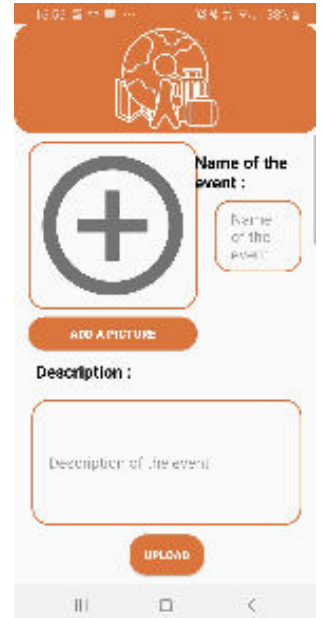 Name of the
event :
Name
of the
event
ADD A PICTURE
Description :
Description of the event
UPLOAD